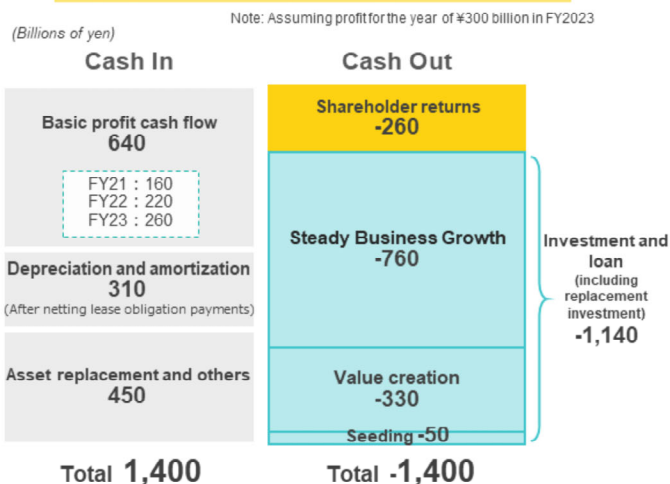 Note: Assuming profit for the year of ¥300 billion in FY2023
(Billions of yen)
Cash In
Cash Out
Basic profit cash flow
640
FY21 : 160
FY22 : 220
FY23 : 260
Depreciation and amortization
310
(After netting lease obligation payments)
Asset replacement and others
450
Total 1,400
Shareholder returns
-260
Steady Business Growth
-760
Value creation
-330
Seeding -50
Total -1,400
Investment and
loan
(including
replacement
investment)
-1,140